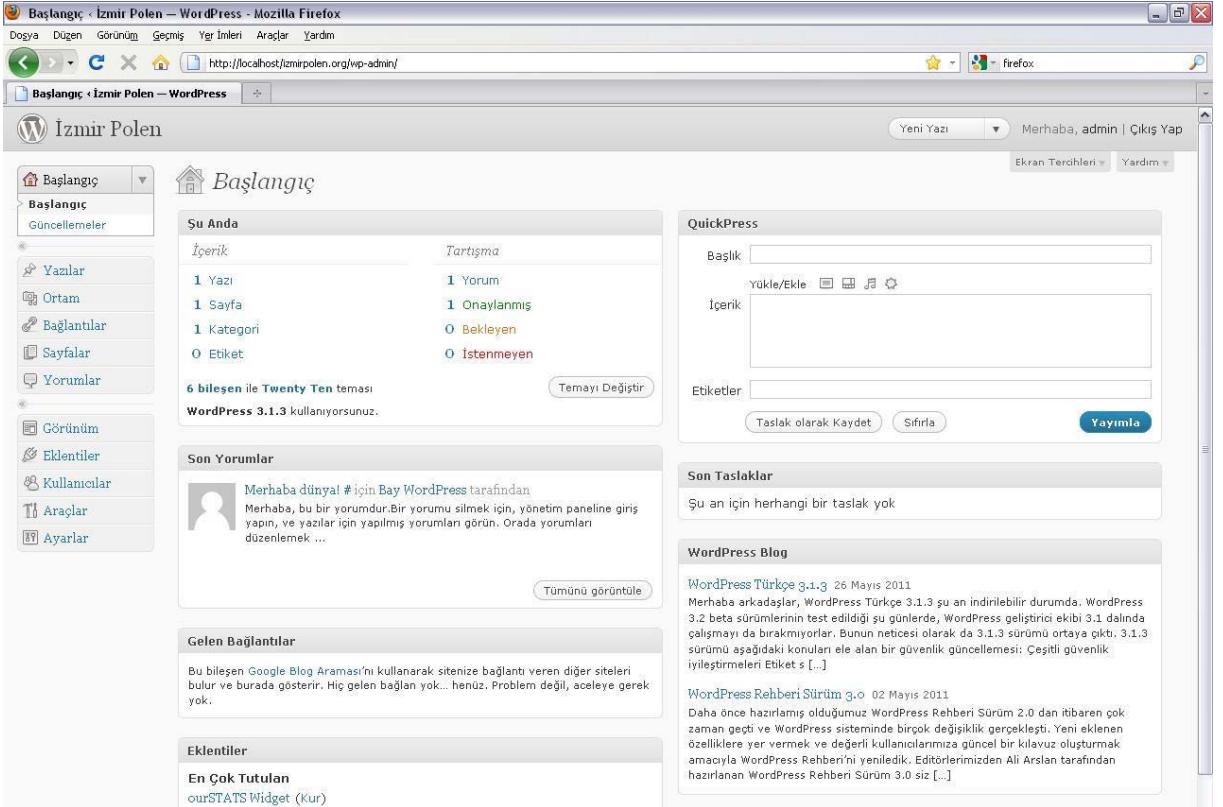 Başlangıç ‹ İzmir Polen — WordPress - Mozilla Firefox
Dosya Düzen Görünüm Geçmiş Yer İmleri Araçlar Yardım
http://localhost/izmirpolen.org/wp-admin/
firefox
Başlangıç ‹ İzmir Polen — WordPress
İzmir Polen
Yeni Yazı
Merhaba, admin | Çıkış Yap
Ekran Tercihleri
Yardım
Başlangıç
Başlangıç
Güncellemeler
Yazılar
Ortam
Bağlantılar
Sayfalar
Yorumlar
Görünüm
Eklentiler
Kullanıcılar
Araçlar
Ayarlar
Başlangıç
Şu Anda
İçerik
1 Yazı
1 Sayfa
1 Kategori
0 Etiket
Tartışma
1 Yorum
1 Onaylanmış
0 Bekleyen
0 İstenmeyen
6 bileşen ile Twenty Ten teması
Temayı Değiştir
WordPress 3.1.3 kullanıyorsunuz.
Son Yorumlar
Merhaba dünya! # için Bay WordPress tarafından
Merhaba, bu bir yorumdur.Bir yorumu silmek için, yönetim paneline giriş
yapın, ve yazılar için yapılmış yorumları görün. Orada yorumları
düzenlemek ...
Tümünü görüntüle
Gelen Bağlantılar
Bu bileşen Google Blog Araması'nı kullanarak sitenize bağlantı veren diğer siteleri
bulur ve burada gösterir. Hiç gelen bağlan yok... henüz. Problem değil, aceleye gerek
yok.
Eklentiler
En Çok Tutulan
ourSTATS Widget (Kur)
QuickPress
Başlık
Yükle/Ekle
İçerik
Etiketler
Taslak olarak Kaydet
Sıfırla
Yayımla
Son Taslaklar
Şu an için herhangi bir taslak yok
WordPress Blog
WordPress Türkçe 3.1.3 26 Mayıs 2011
Merhaba arkadaşlar, WordPress Türkçe 3.1.3 şu an indirilebilir durumda. WordPress
3.2 beta sürümlerinin test edildiği şu günlerde, WordPress geliştirici ekibi 3.1 dalında
çalışmayı da bırakmıyorlar. Bunun neticesi olarak da 3.1.3 sürümü ortaya çıktı. 3.1.3
sürümü aşağıdaki konuları ele alan bir güvenlik güncellemesi: Çeşitli güvenlik
iyileştirmeleri Etiket s [...]
WordPress Rehberi Sürüm 3.0 02 Mayıs 2011
Daha önce hazırlamış olduğumuz WordPress Rehberi Sürüm 2.0 dan itibaren çok
zaman geçti ve WordPress sisteminde birçok değişiklik gerçekleşti. Yeni eklenen
özelliklere yer vermek ve değerli kullanıcılarımıza güncel bir kılavuz oluşturmak
amacıyla WordPress Rehberi'ni yeniledik. Editörlerimizden Ali Arslan tarafından
hazırlanan WordPress Rehberi Sürüm 3.0 siz [...]